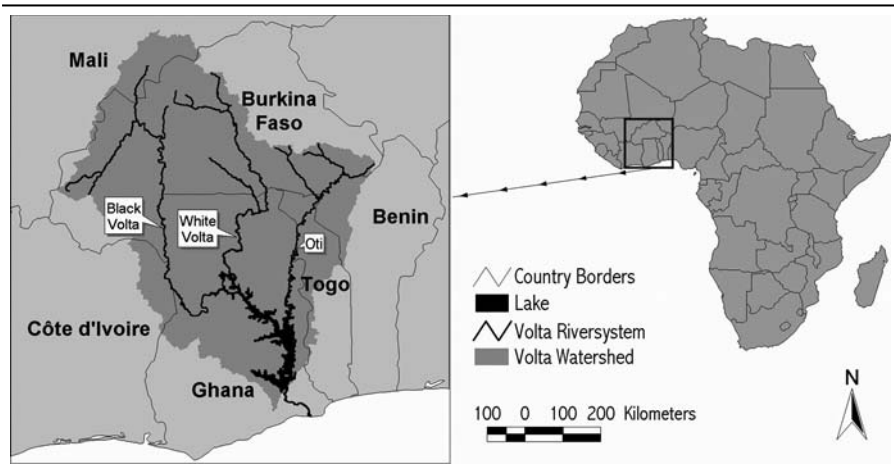 Mali
Burkina
Faso
Black
Volta
White
Volta
Oti
Benin
Togo
Côte d'Ivoire
Ghana
Country Borders
Lake
Volta Riversystem
Volta Watershed
N
100 0 100 200 Kilometers